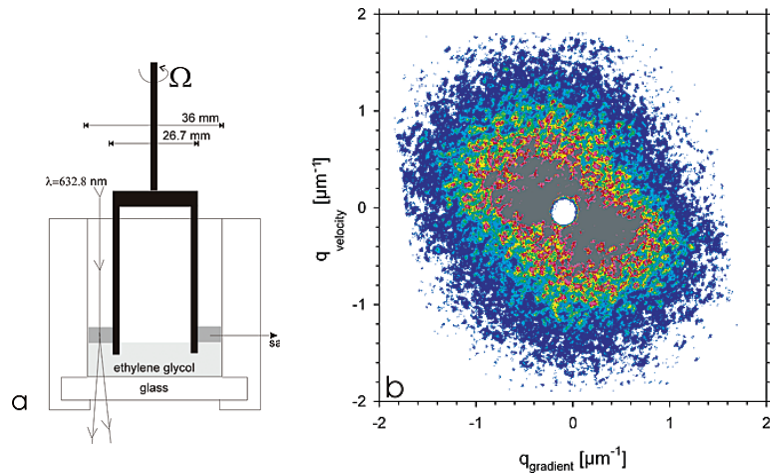 Ω
36 mm
26.7 mm
λ=632.8 nm
sa
ethylene glycol
glass
a
2
1
0
-1
-2
q velocity [µm⁻¹]
b
-2 -1 0 1 2
q gradient [µm⁻¹]